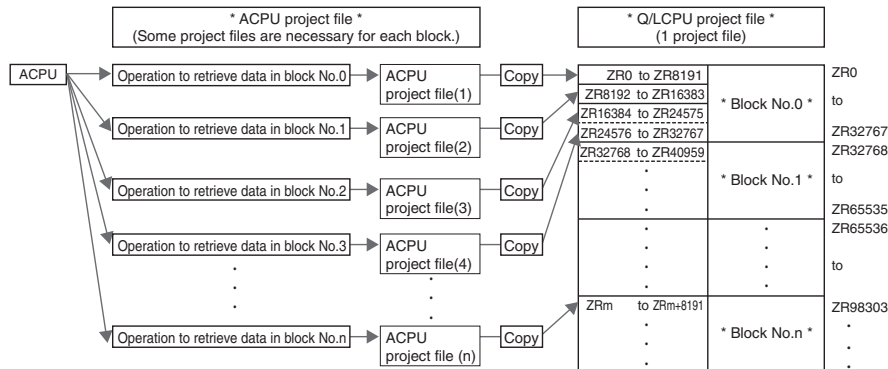 * ACPU project file *
(Some project files are necessary for each block.)
* Q/LCPU project file *
(1 project file)
ACPU
Operation to retrieve data in block No.0
ACPU
project file(1)
Copy
ZR0 to ZR8191
ZR8192 to ZR16383
ZR16384 to ZR24575
ZR24576 to ZR32767
* Block No.0 *
ZR0
to
ZR32767
Operation to retrieve data in block No.1
ACPU
project file(2)
Copy
ZR32768 to ZR40959
* Block No.1 *
ZR32768
to
ZR65535
Operation to retrieve data in block No.2
ACPU
project file(3)
Copy
Operation to retrieve data in block No.3
ACPU
project file(4)
Copy
ZR65536
to
ZR98303
Operation to retrieve data in block No.n
ACPU
project file (n)
Copy
ZRm to ZRm+8191
* Block No.n *